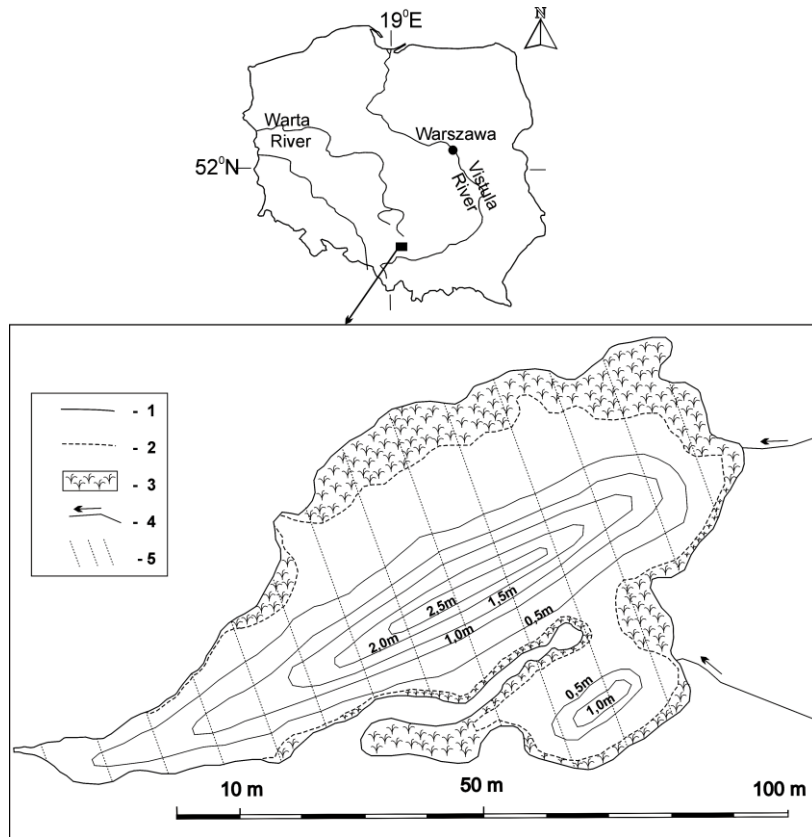 19⁰E
N
Warta
River
Warszawa
52⁰N
Vistula
River
- 1
- 2
- 3
- 4
- 5
2,5m
1,5m
2,0m
1,0m
0,5m
0,5m
1,0m
10 m
50 m
100 m